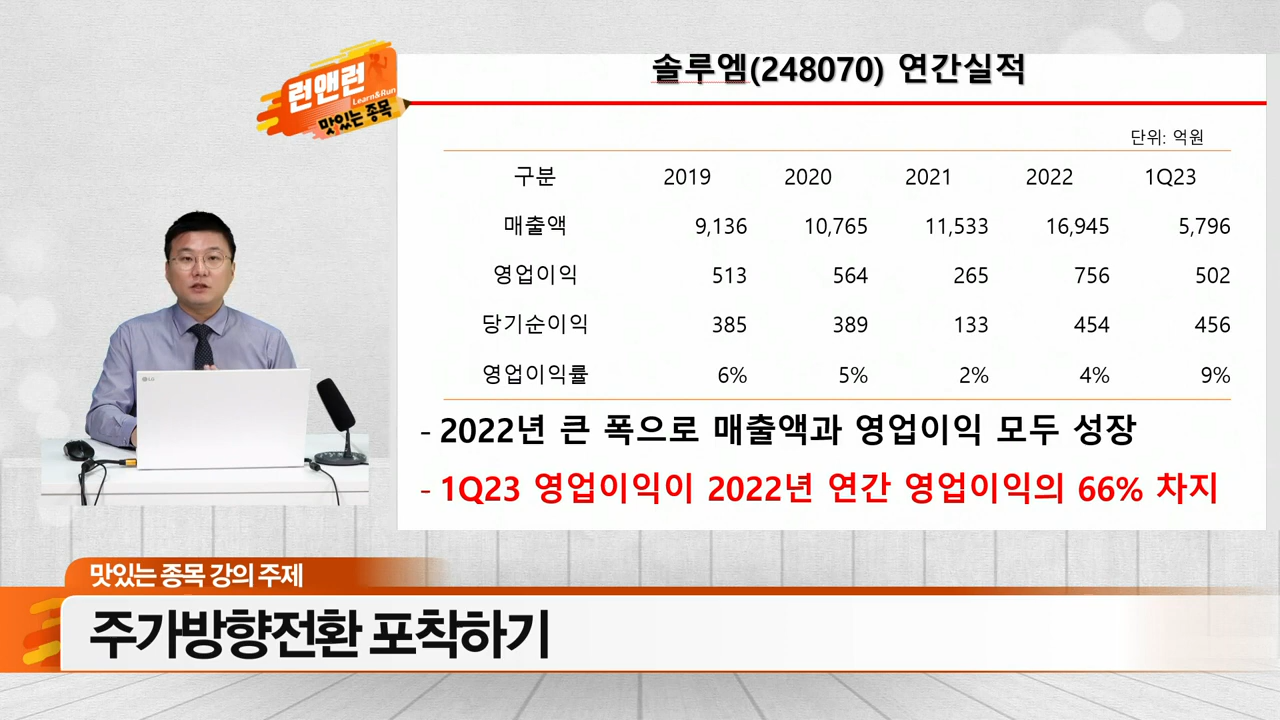 런앤런
Learn&Run
맛있는 종목
솔루엠(248070) 연간실적
단위: 억원
구분 2019 2020 2021 2022 1Q23
매출액 9,136 10,765 11,533 16,945 5,796
영업이익 513 564 265 756 502
당기순이익 385 389 133 454 456
영업이익률 6% 5% 2% 4% 9%
- 2022년 큰 폭으로 매출액과 영업이익 모두 성장
- 1Q23 영업이익이 2022년 연간 영업이익의 66% 차지
LG
맛있는 종목 강의 주제
주가방향전환 포착하기